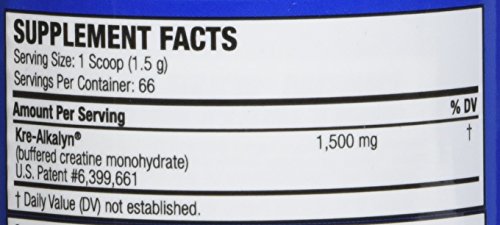 SUPPLEMENT FACTS
Serving Size: 1 Scoop (1.5 g)
Servings Per Container: 66
Amount Per Serving % DV
Kre-Alkalyn® 1,500 mg †
(buffered creatine monohydrate)
U.S. Patent #6,399,661
† Daily Value (DV) not established.